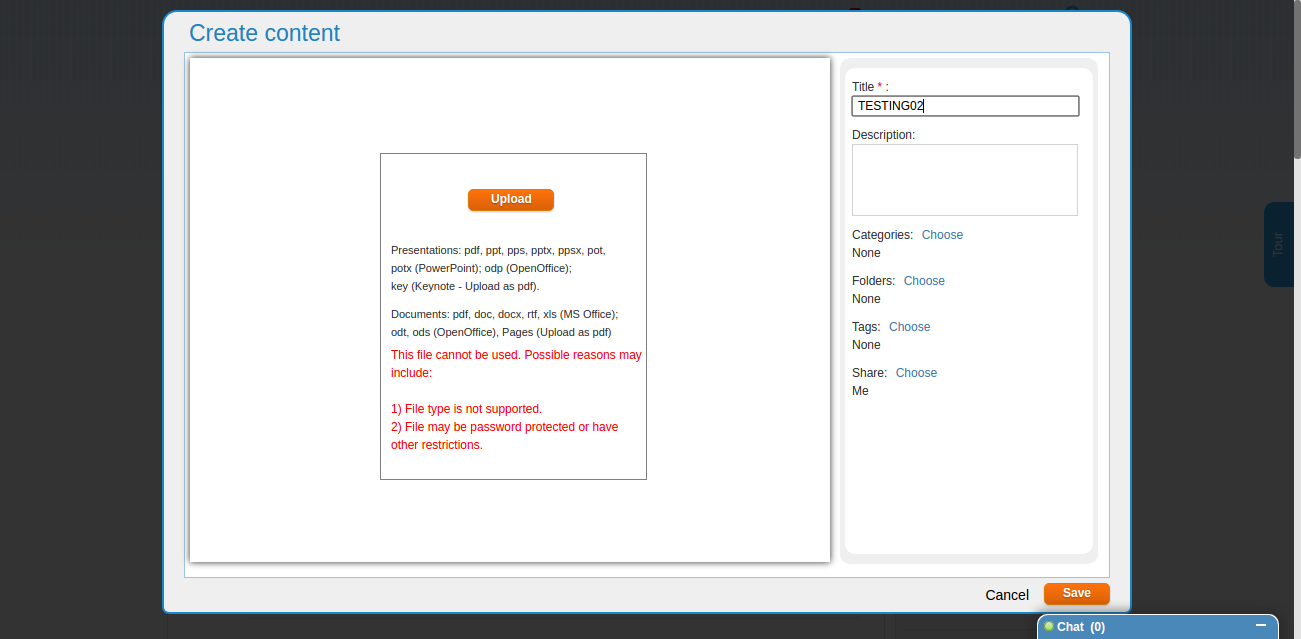 Create content
Upload
Presentations: pdf, ppt, pps, pptx, ppsx, pot,
potx (PowerPoint); odp (OpenOffice);
key (Keynote - Upload as pdf).
Documents: pdf, doc, docx, rtf, xls (MS Office);
odt, ods (OpenOffice), Pages (Upload as pdf)
This file cannot be used. Possible reasons may
include:
1) File type is not supported.
2) File may be password protected or have
other restrictions.
Title * :
TESTING02
Description:
Categories: Choose
None
Folders: Choose
None
Tags: Choose
None
Share: Choose
Me
Cancel
Save
Tour
Chat (0)